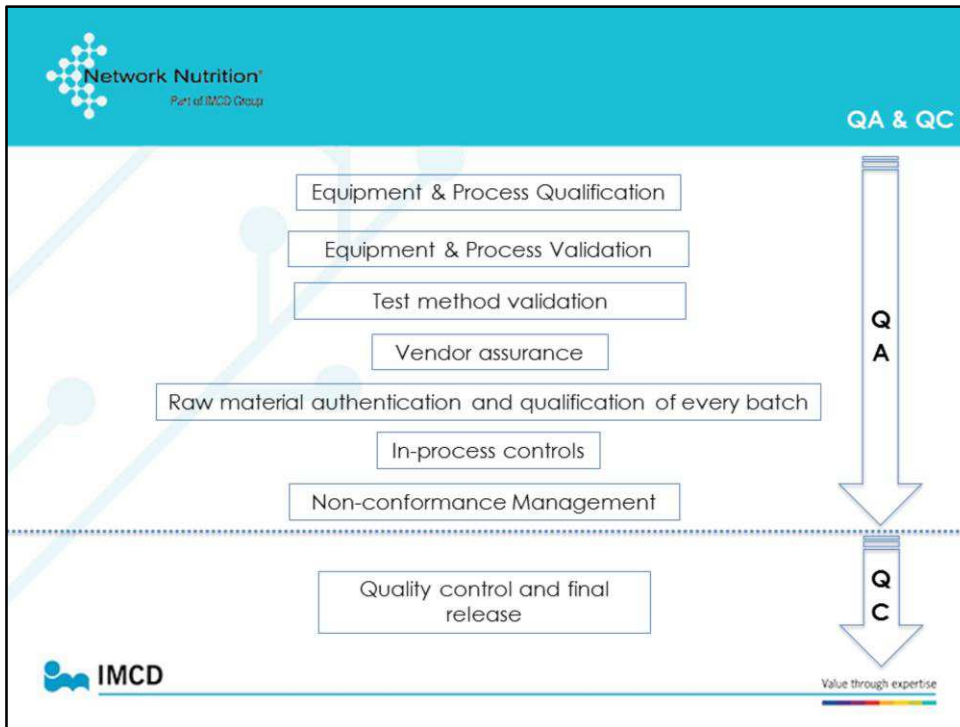 Network Nutrition
Part of IMCD Group
QA & QC
Equipment & Process Qualification
Equipment & Process Validation
Test method validation
Vendor assurance
Raw material authentication and qualification of every batch
In-process controls
Non-conformance Management
Q
A
Quality control and final
release
Q
C
IMCD
Value through expertise